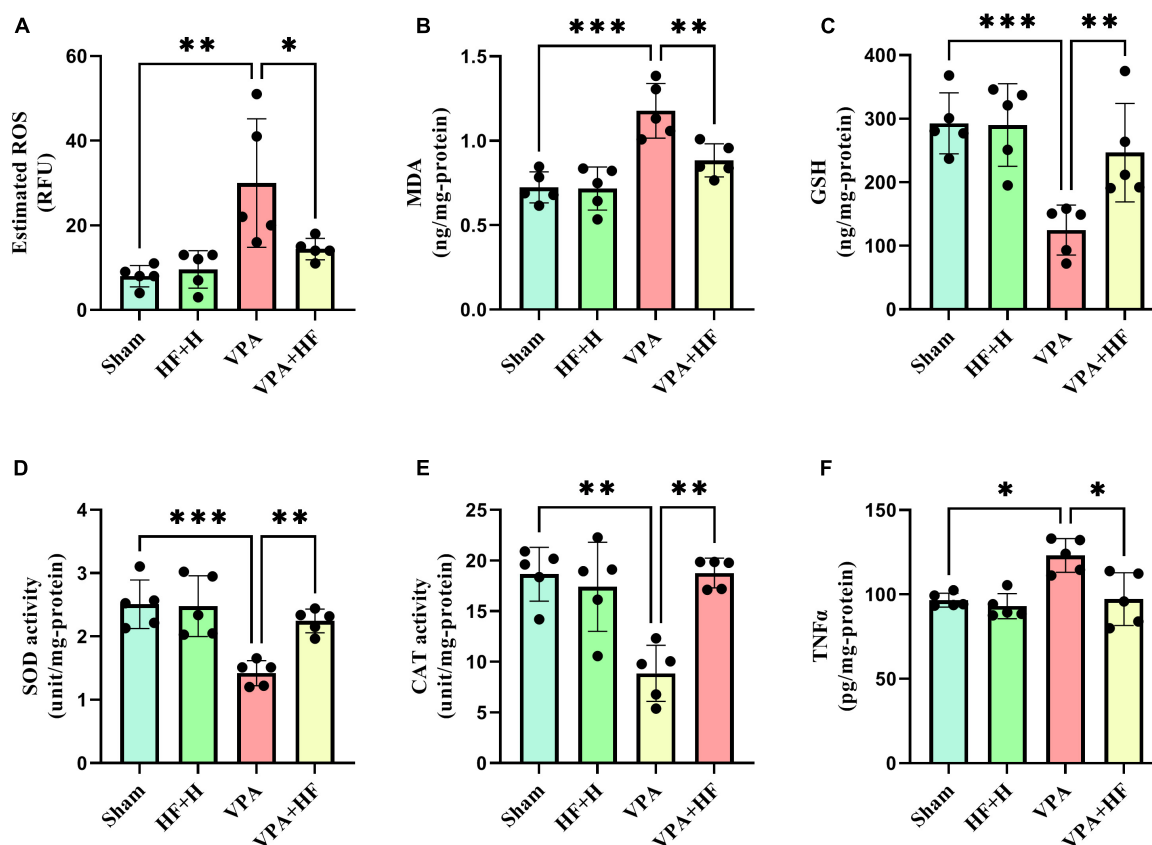 A
** *
Estimated ROS
(RFU)
60
40
20
0
Sham
HF+H
VPA
VPA+HF
B
*** **
MDA
(ng/mg-protein)
1.5
1.0
0.5
0.0
Sham
HF+H
VPA
VPA+HF
C
*** **
GSH
(ng/mg-protein)
400
300
200
100
0
Sham
HF+H
VPA
VPA+HF
D
*** **
SOD activity
(unit/mg-protein)
4
3
2
1
0
Sham
HF+H
VPA
VPA+HF
E
** **
CAT activity
(unit/mg-protein)
25
20
15
10
5
0
Sham
HF+H
VPA
VPA+HF
F
* *
TNFα
(pg/mg-protein)
150
100
50
0
Sham
HF+H
VPA
VPA+HF